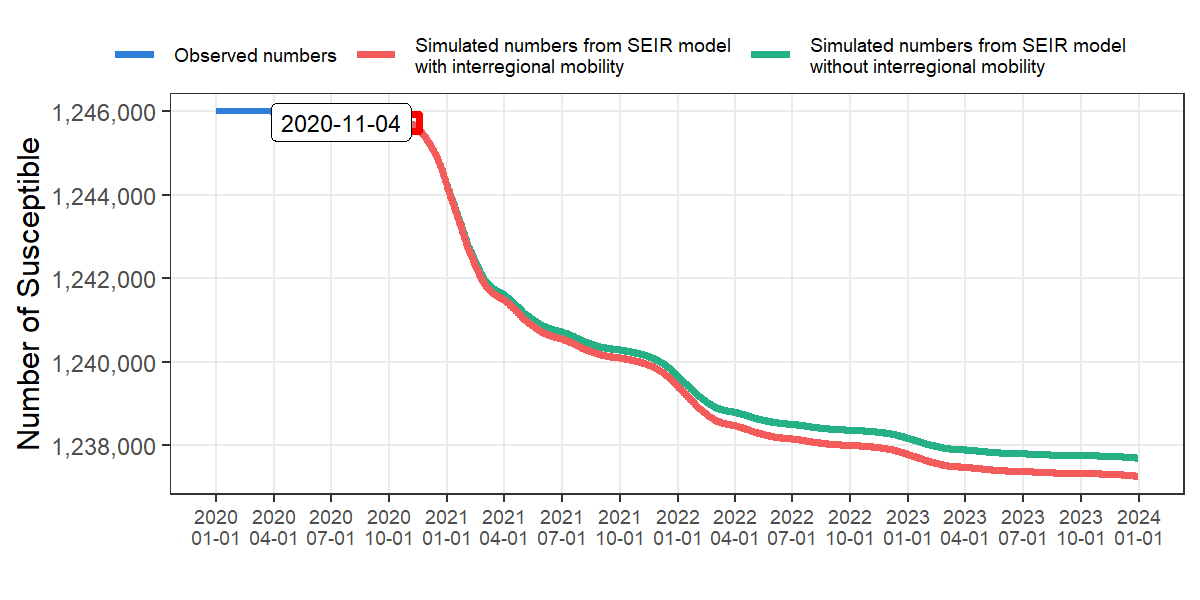 Observed numbers
Simulated numbers from SEIR model
with interregional mobility
Simulated numbers from SEIR model
without interregional mobility
Number of Susceptible
1,246,000
1,244,000
1,242,000
1,240,000
1,238,000
2020-11-04
2020 2020 2020 2020 2021 2021 2021 2021 2022 2022 2022 2022 2023 2023 2023 2023 2024
01-01 04-01 07-01 10-01 01-01 04-01 07-01 10-01 01-01 04-01 07-01 10-01 01-01 04-01 07-01 10-01 01-01